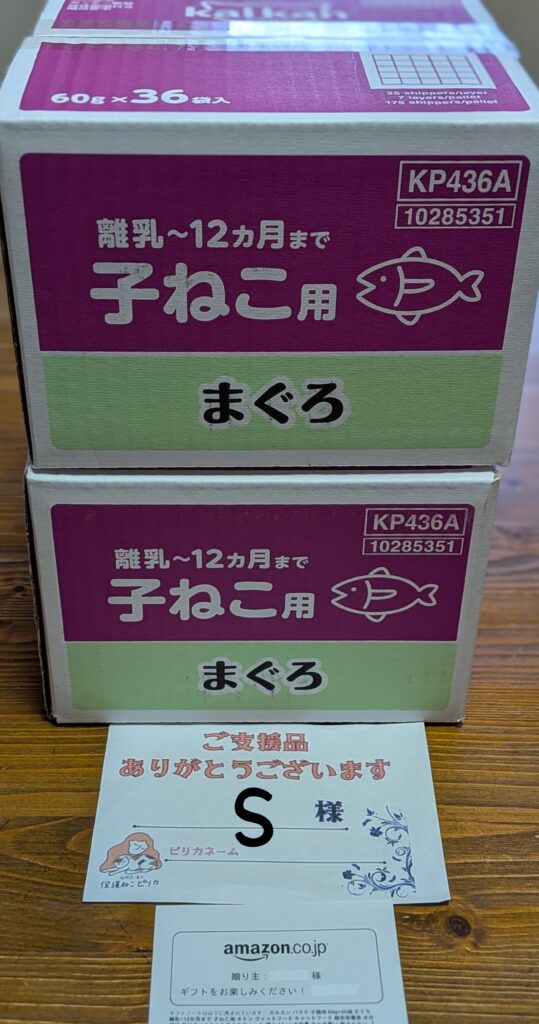 kalkan
60g×36袋入
25 shippers/layer
7 layers/pallet
175 shippers/pallet
KP436A
10285351
離乳~12カ月まで
子ねこ用
まぐろ
KP436A
10285351
離乳~12カ月まで
子ねこ用
まぐろ
ご支援品
ありがとうございます
S 様
ピリカネーム
保護ねこピリカ
amazon.co.jp
贈り主: 様
ギフトをお楽しみください!